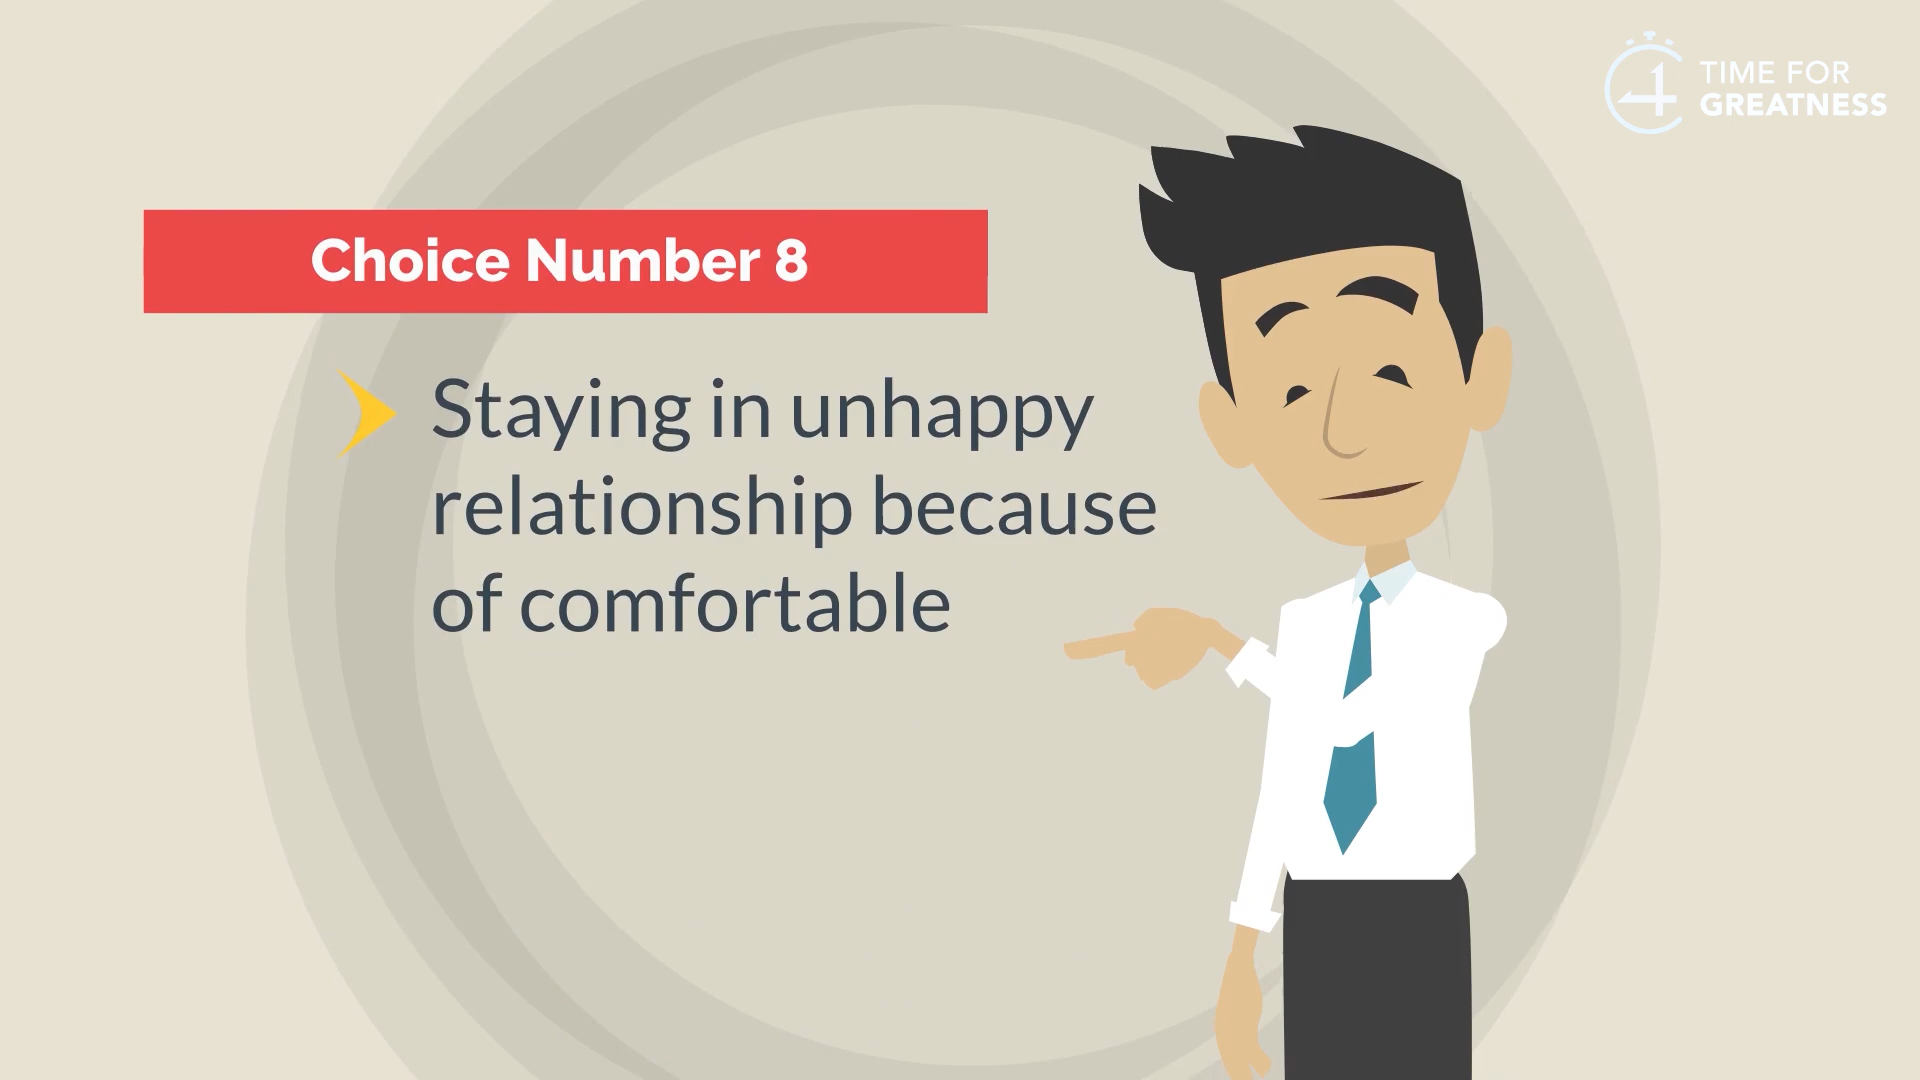 TIME FOR
GREATNESS
Choice Number 8
Staying in unhappy
relationship because
of comfortable